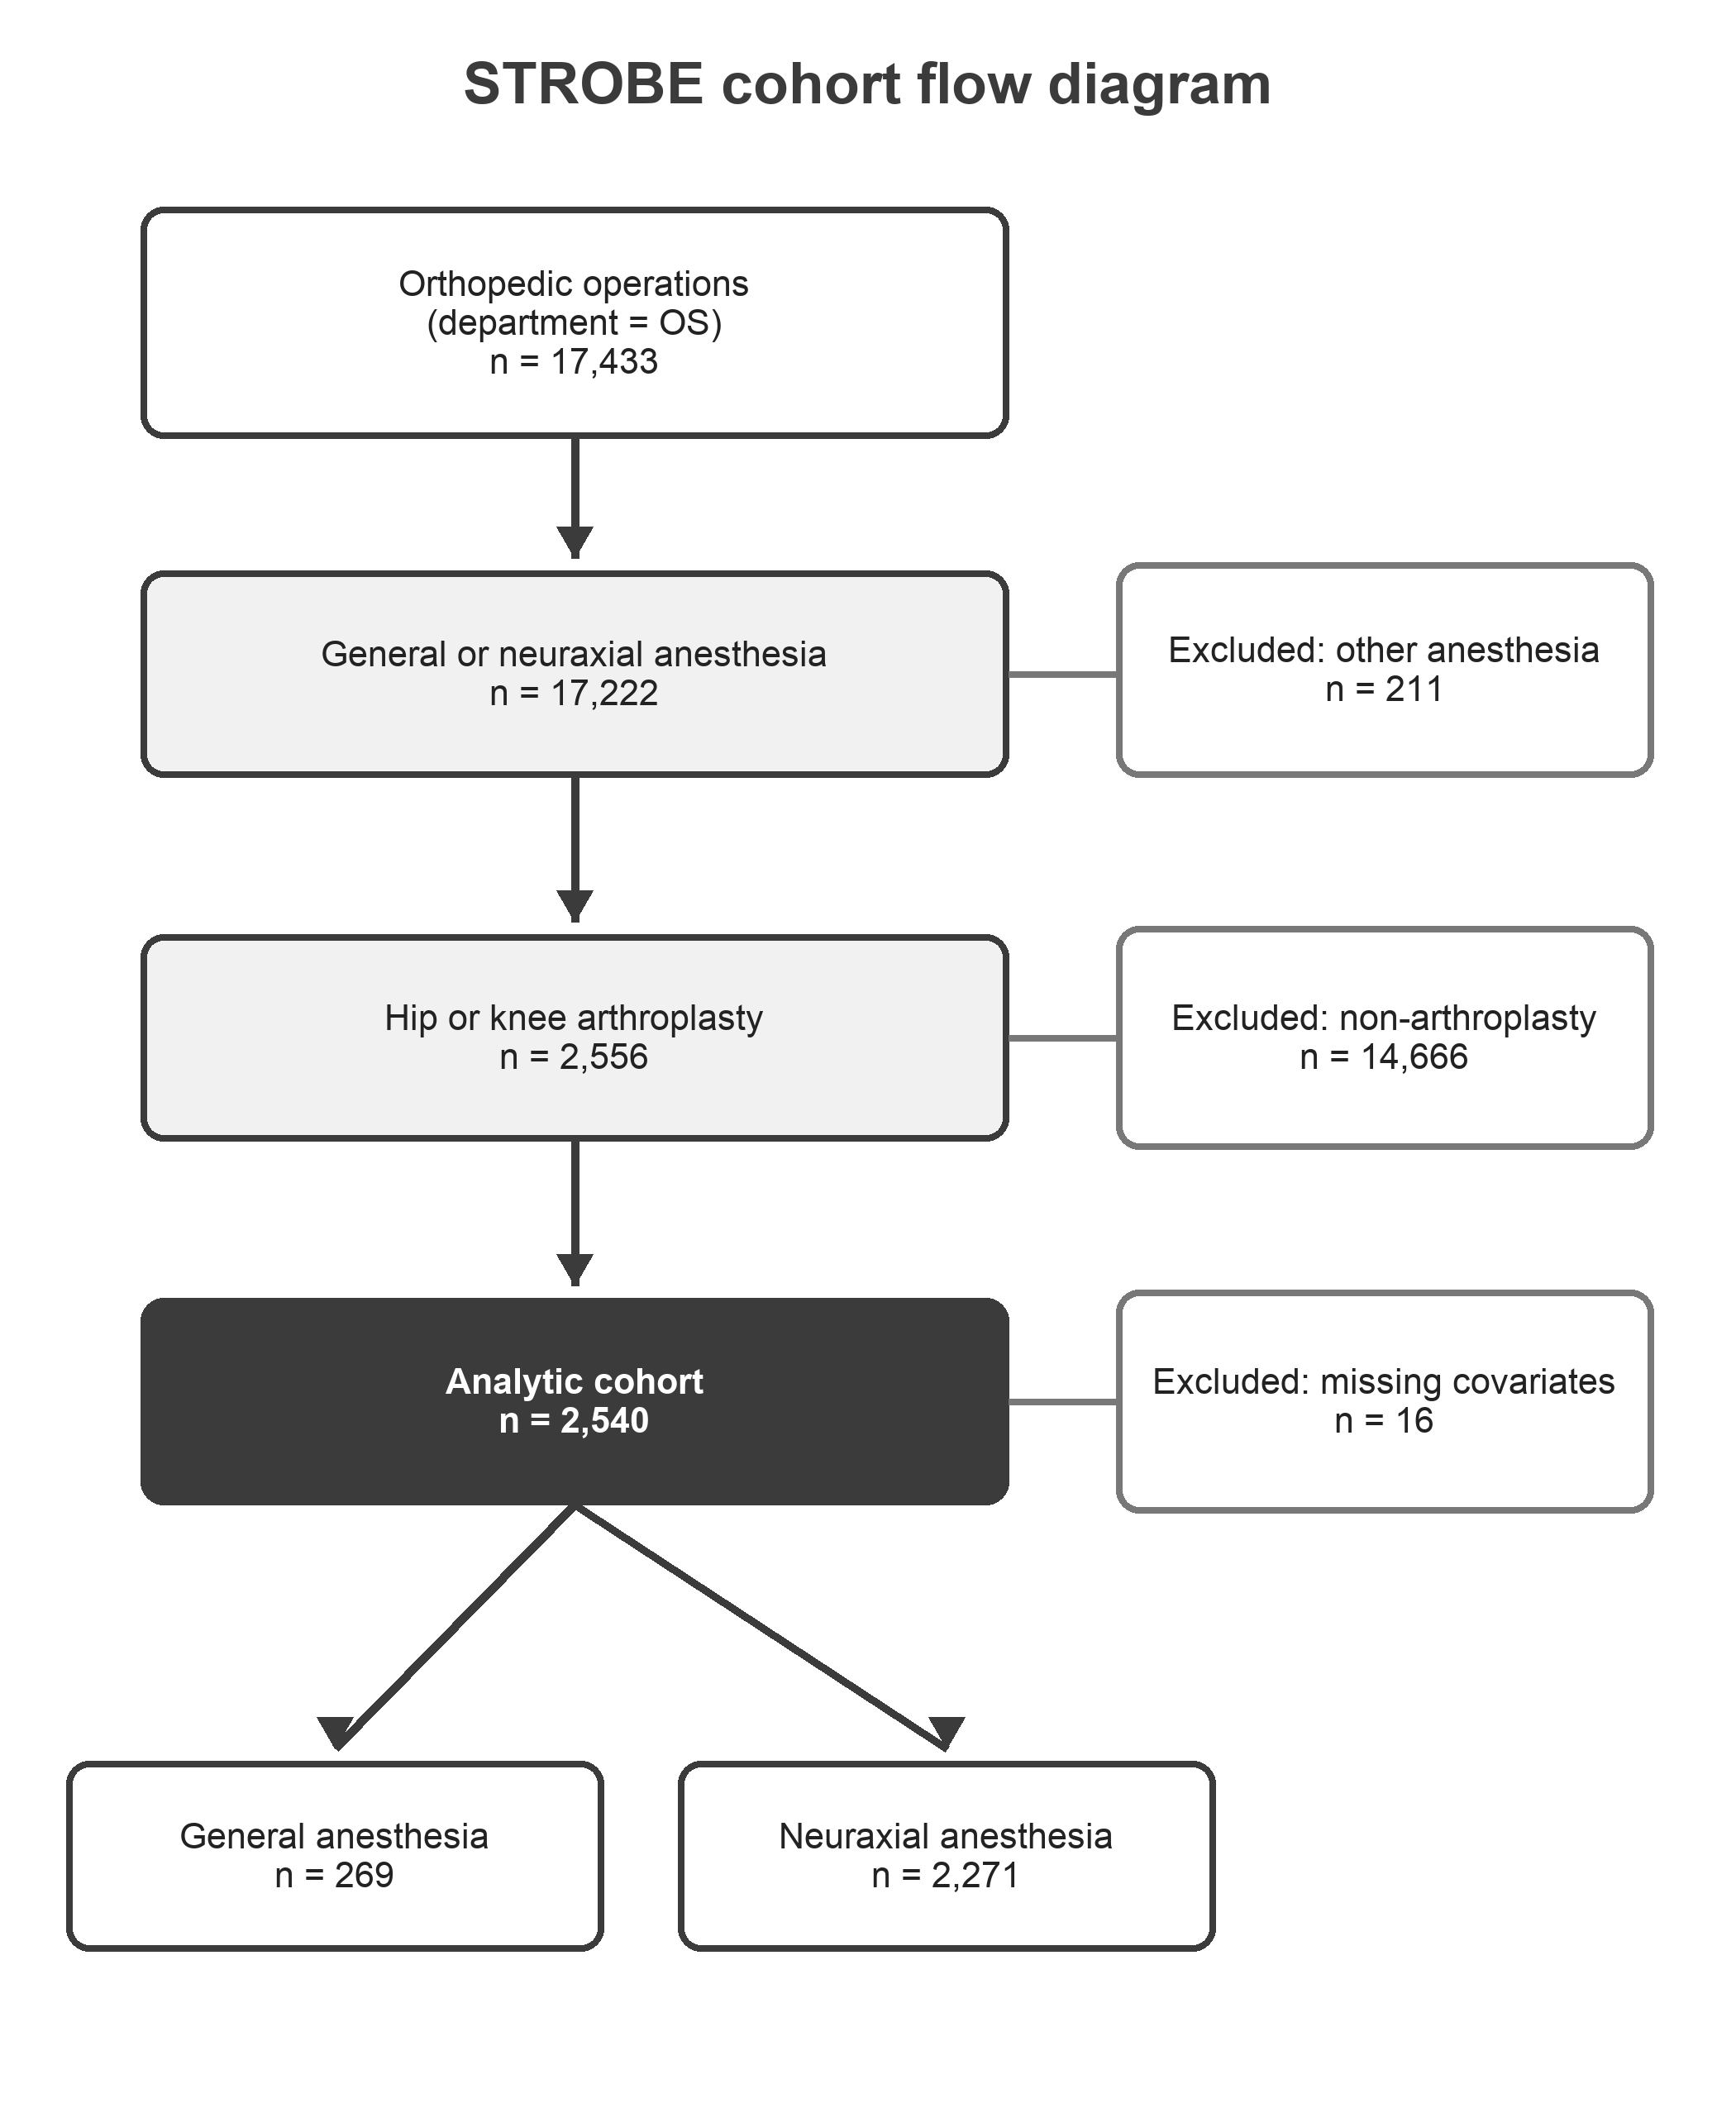 STROBE cohort flow diagram
Orthopedic operations
(department = OS)
n = 17,433
General or neuraxial anesthesia
n = 17,222
Excluded: other anesthesia
n = 211
Hip or knee arthroplasty
n = 2,556
Excluded: non-arthroplasty
n = 14,666
Analytic cohort
n = 2,540
Excluded: missing covariates
n = 16
General anesthesia
n = 269
Neuraxial anesthesia
n = 2,271